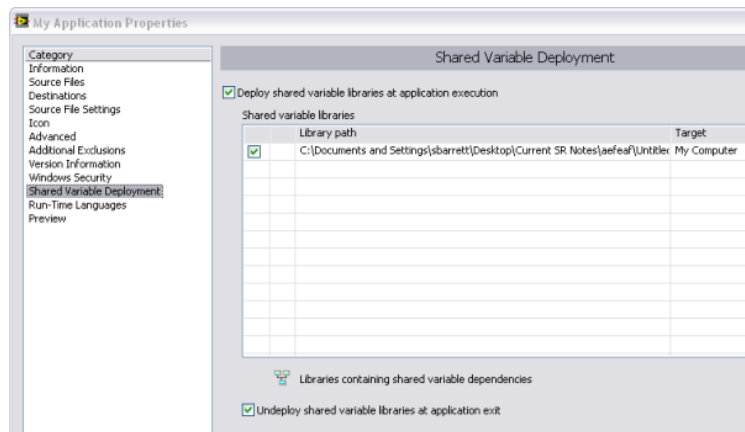 My Application Properties
Category
Information
Source Files
Destinations
Source File Settings
Icon
Advanced
Additional Exclusions
Version Information
Windows Security
Shared Variable Deployment
Run-Time Languages
Preview
Shared Variable Deployment
Deploy shared variable libraries at application execution
Shared variable libraries
Library path Target
C:\Documents and Settings\sbarrett\Desktop\Current SR Notes\aefeaf\Untitle My Computer
Libraries containing shared variable dependencies
Undeploy shared variable libraries at application exit